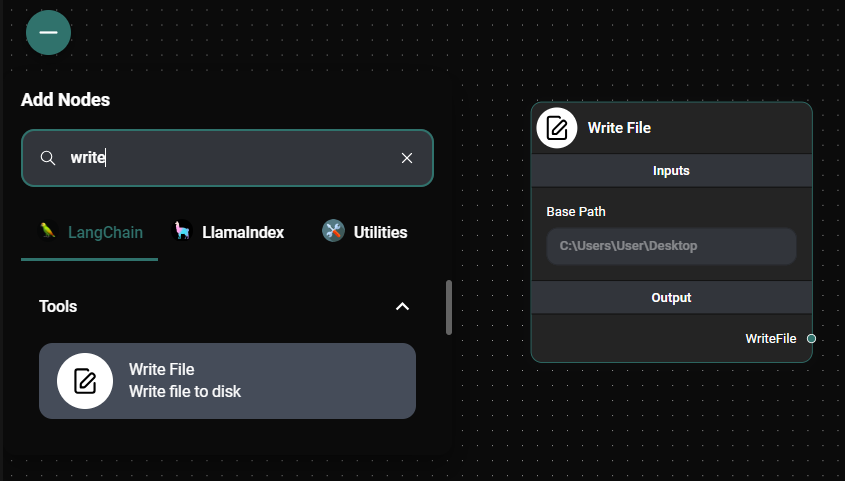 Add Nodes
write
LangChain
LlamaIndex
Utilities
Tools
Write File
Write file to disk
Write File
Inputs
Base Path
C:\Users\User\Desktop
Output
WriteFile